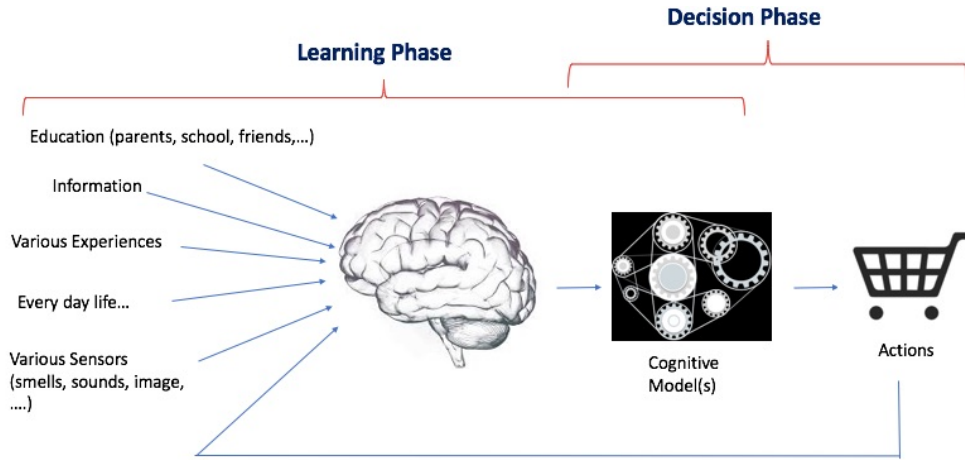 Decision Phase
Learning Phase
Education (parents, school, friends,...)
Information
Various Experiences
Every day life...
Various Sensors
(smells, sounds, image,
....)
Cognitive
Model(s)
Actions